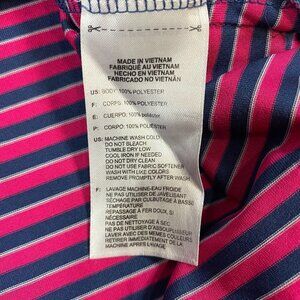 MADE IN VIETNAM
FABRIQUÉ AU VIETNAM
HECHO EN VIETNAM
FABRICADO NO VIETNÃ
US: BODY: 100% POLYESTER
F: CORPS: 100% POLYESTER
E: CUERPO: 100% poliéster
P: CORPO: 100% POLIÉSTER
US: MACHINE WASH COLD
DO NOT BLEACH
TUMBLE DRY LOW
COOL IRON IF NEEDED
DO NOT DRY CLEAN
DO NOT USE FABRIC SOFTENER
WASH WITH LIKE COLORS
REMOVE PROMPTLY AFTER WASH
F: LAVAGE MACHINE-EAU FROIDE
NE PAS UTILISER DE JAVELISANT
SÉCHAGE PAR CULBUTAGE À BASSE
TEMPÉRATURE
REPASSAGE À FER DOUX, SI
NÉCESSAIRE
PAS DE NETTOYAGE À SEC
NE PAS UTILISER D'ASSOUPLISSEUR
LAVER AVEC DES MÊMES COULEURS
RETIRER IMMÉDIATEMENT DE LA
MACHINE APRÈS LAVAGE